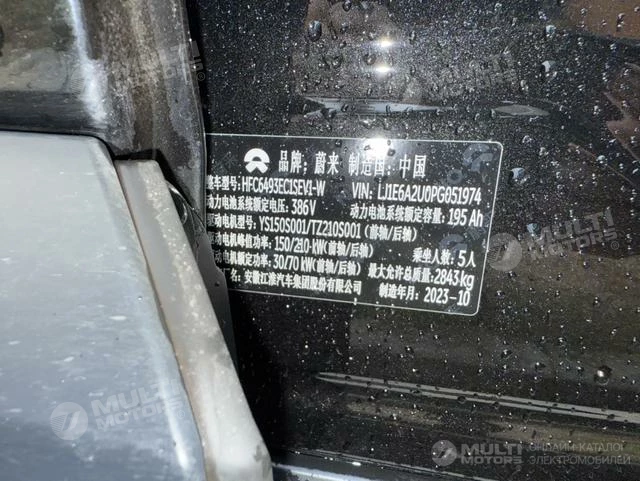 品牌：蔚来 制造国：中国
整车型号：HFC6493EC1SEV1-W VIN：LJ1E6A2U0PG051974
动力电池系统额定电压：386V 动力电池系统额定容量：195Ah
驱动电机型号：YS150S001/TZ210S001（前轴/后轴）
驱动电机峰值功率：150/210 kW（前轴/后轴） 乘坐人数：5人
驱动电机额定功率：30/70 kW（前轴/后轴） 最大允许总质量：2843kg
厂名：安徽江淮汽车集团股份有限公司 制造年月：2023-10
MULTI MOTORS
MULTI MOTORS
MULTI MOTORS
MULTI MOTORS ОНЛАЙН-КАТАЛОГ ЭЛЕКТРОМОБИЛЕЙ